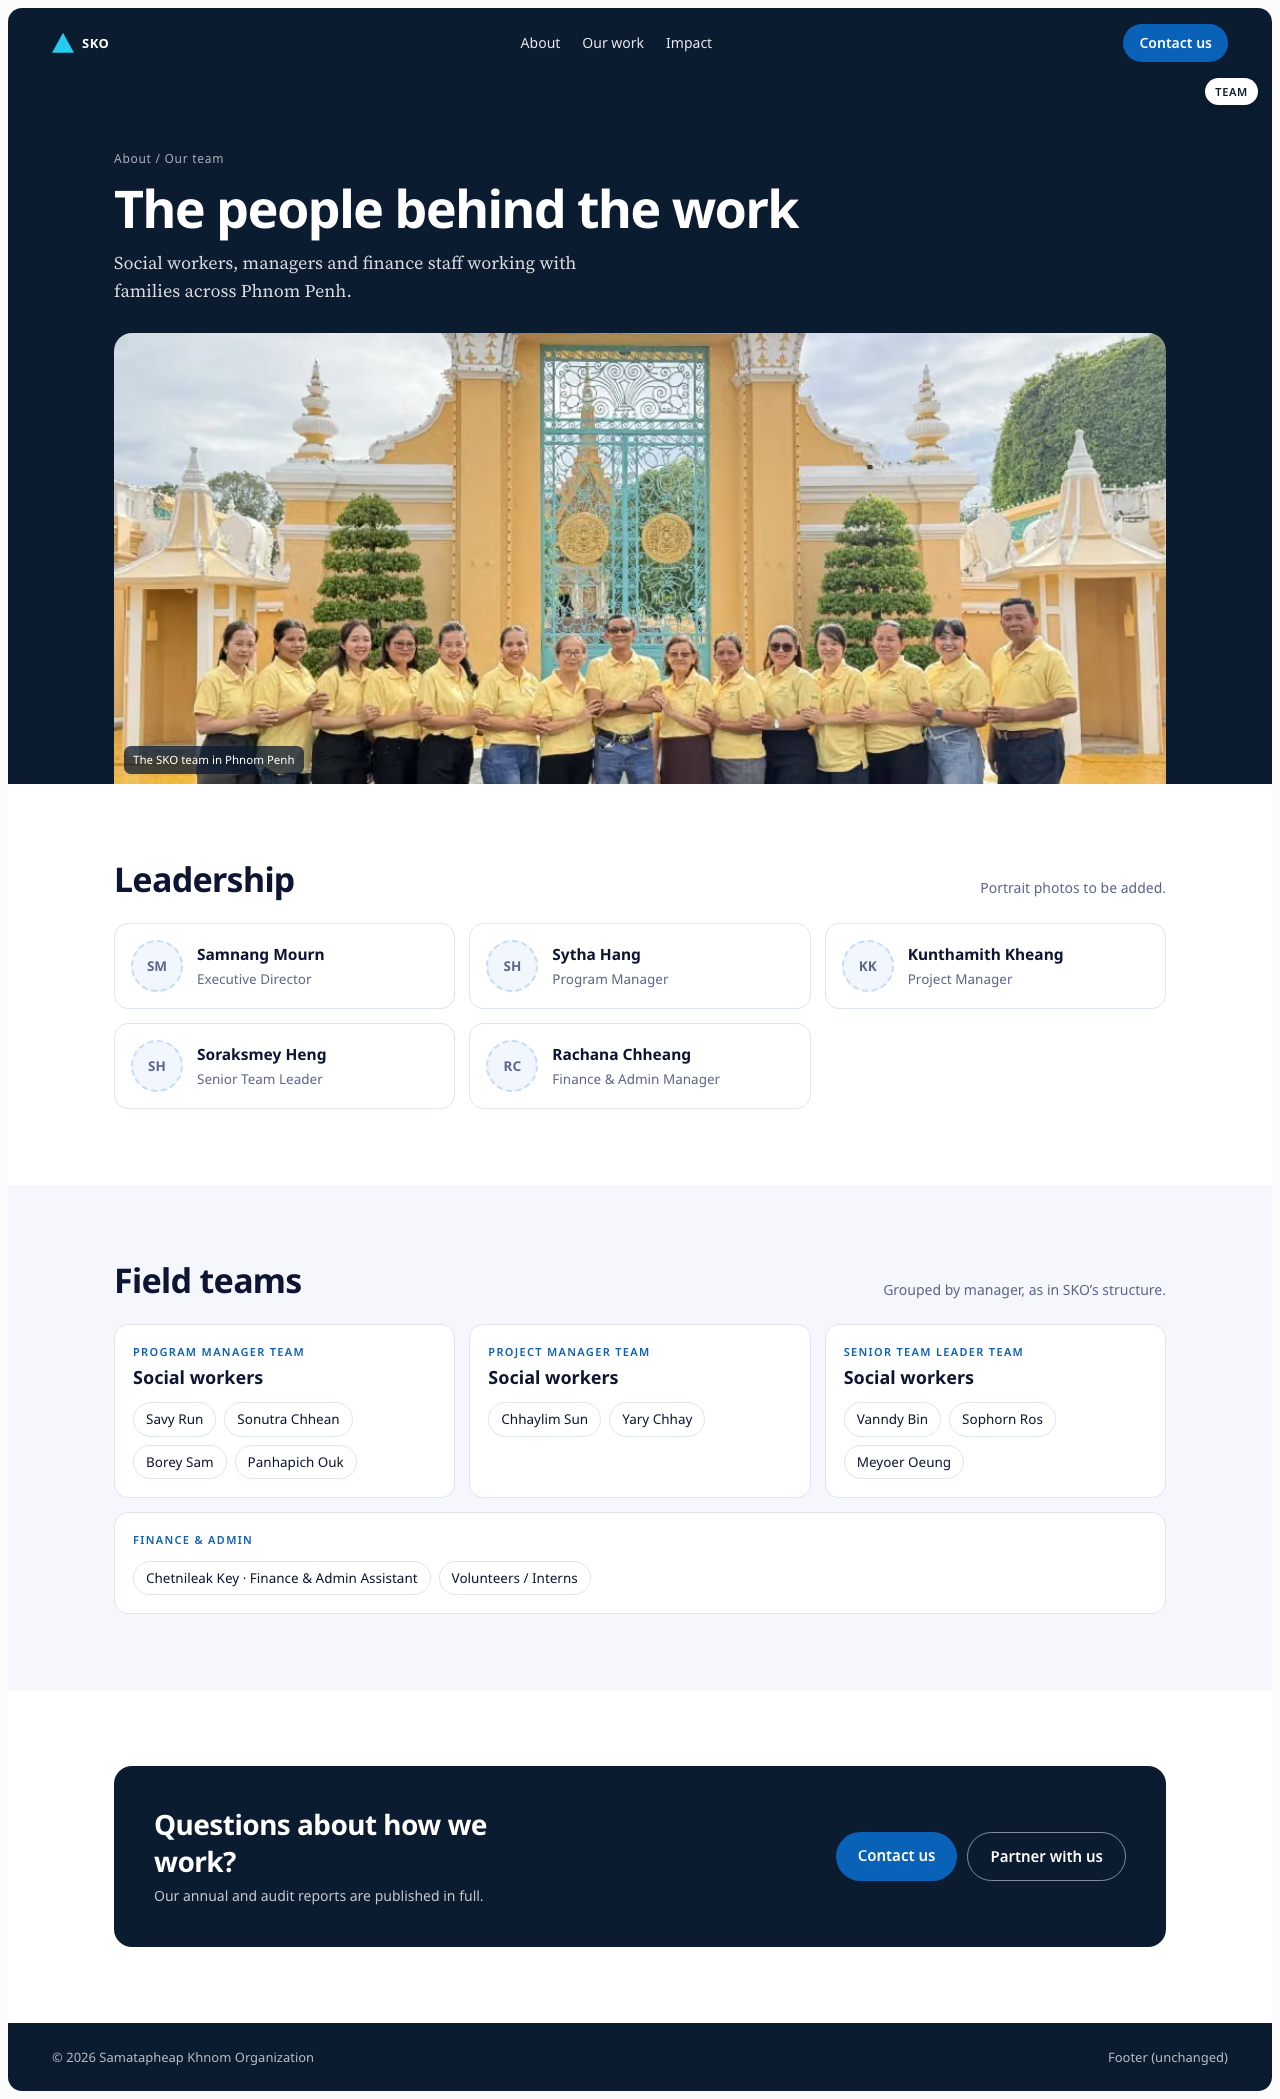 SKO
About Our work Impact
Contact us
TEAM
About / Our team
The people behind the work
Social workers, managers and finance staff working with
families across Phnom Penh.
The SKO team in Phnom Penh
Leadership
Portrait photos to be added.
SM
Samnang Mourn
Executive Director
SH
Sytha Hang
Program Manager
KK
Kunthamith Kheang
Project Manager
SH
Soraksmey Heng
Senior Team Leader
RC
Rachana Chheang
Finance & Admin Manager
Field teams
Grouped by manager, as in SKO’s structure.
PROGRAM MANAGER TEAM
Social workers
Savy Run Sonutra Chhean
Borey Sam Panhapich Ouk
PROJECT MANAGER TEAM
Social workers
Chhaylim Sun Yary Chhay
SENIOR TEAM LEADER TEAM
Social workers
Vanndy Bin Sophorn Ros
Meyoer Oeung
FINANCE & ADMIN
Chetnileak Key · Finance & Admin Assistant Volunteers / Interns
Questions about how we
work?
Our annual and audit reports are published in full.
Contact us Partner with us
© 2026 Samatapheap Khnom Organization
Footer (unchanged)